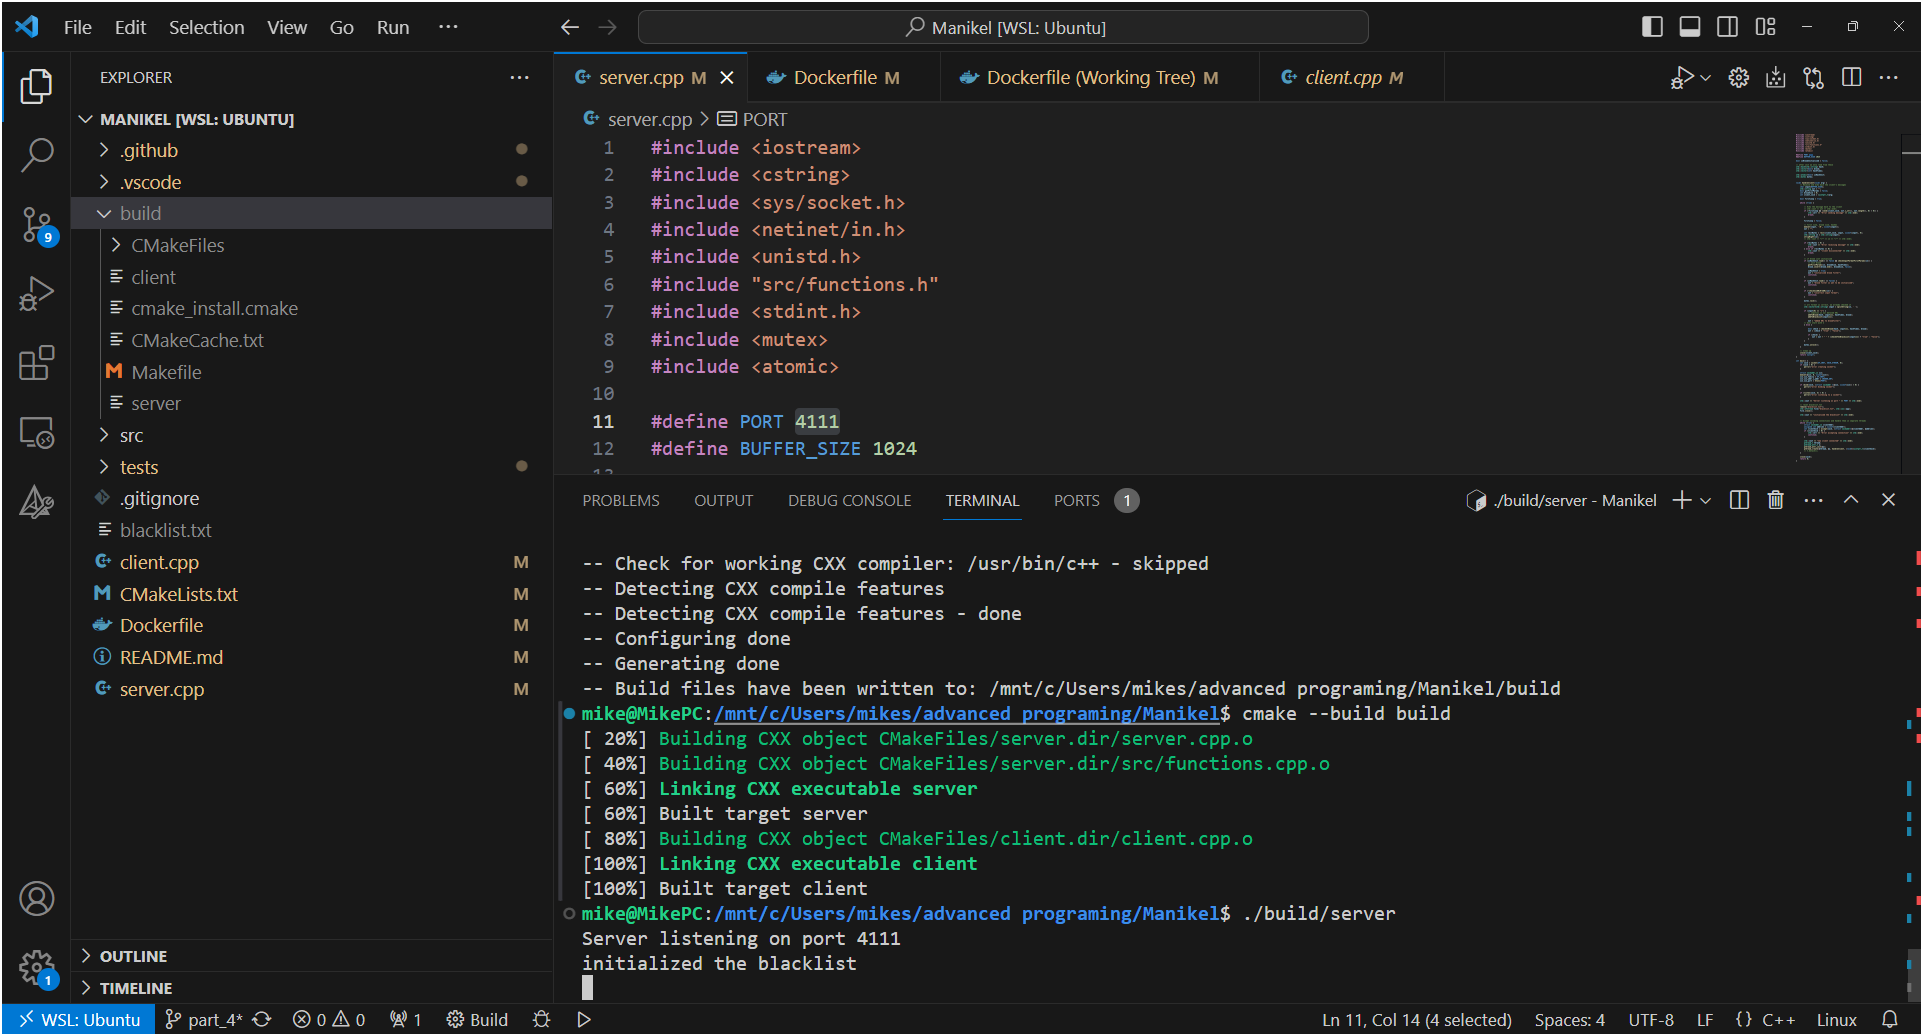 File Edit Selection View Go Run ···
Manikel [WSL: Ubuntu]
EXPLORER
MANIKEL [WSL: UBUNTU]
.github
.vscode
build
CMakeFiles
client
cmake_install.cmake
CMakeCache.txt
Makefile
server
src
tests
.gitignore
blacklist.txt
client.cpp M
CMakeLists.txt M
Dockerfile M
README.md M
server.cpp M
OUTLINE
TIMELINE
9
1
server.cpp M
Dockerfile M
Dockerfile (Working Tree) M
client.cpp M
server.cpp > PORT
1 #include <iostream>
2 #include <cstring>
3 #include <sys/socket.h>
4 #include <netinet/in.h>
5 #include <unistd.h>
6 #include "src/functions.h"
7 #include <stdint.h>
8 #include <mutex>
9 #include <atomic>
10
11 #define PORT 4111
12 #define BUFFER_SIZE 1024
PROBLEMS OUTPUT DEBUG CONSOLE TERMINAL PORTS 1
./build/server - Manikel
-- Check for working CXX compiler: /usr/bin/c++ - skipped
-- Detecting CXX compile features
-- Detecting CXX compile features - done
-- Configuring done
-- Generating done
-- Build files have been written to: /mnt/c/Users/mikes/advanced programing/Manikel/build
mike@MikePC:/mnt/c/Users/mikes/advanced programing/Manikel$ cmake --build build
[ 20%] Building CXX object CMakeFiles/server.dir/server.cpp.o
[ 40%] Building CXX object CMakeFiles/server.dir/src/functions.cpp.o
[ 60%] Linking CXX executable server
[ 60%] Built target server
[ 80%] Building CXX object CMakeFiles/client.dir/client.cpp.o
[100%] Linking CXX executable client
[100%] Built target client
mike@MikePC:/mnt/c/Users/mikes/advanced programing/Manikel$ ./build/server
Server listening on port 4111
initialized the blacklist
WSL: Ubuntu part_4* 0 0 1 Build Ln 11, Col 14 (4 selected) Spaces: 4 UTF-8 LF {} C++ Linux